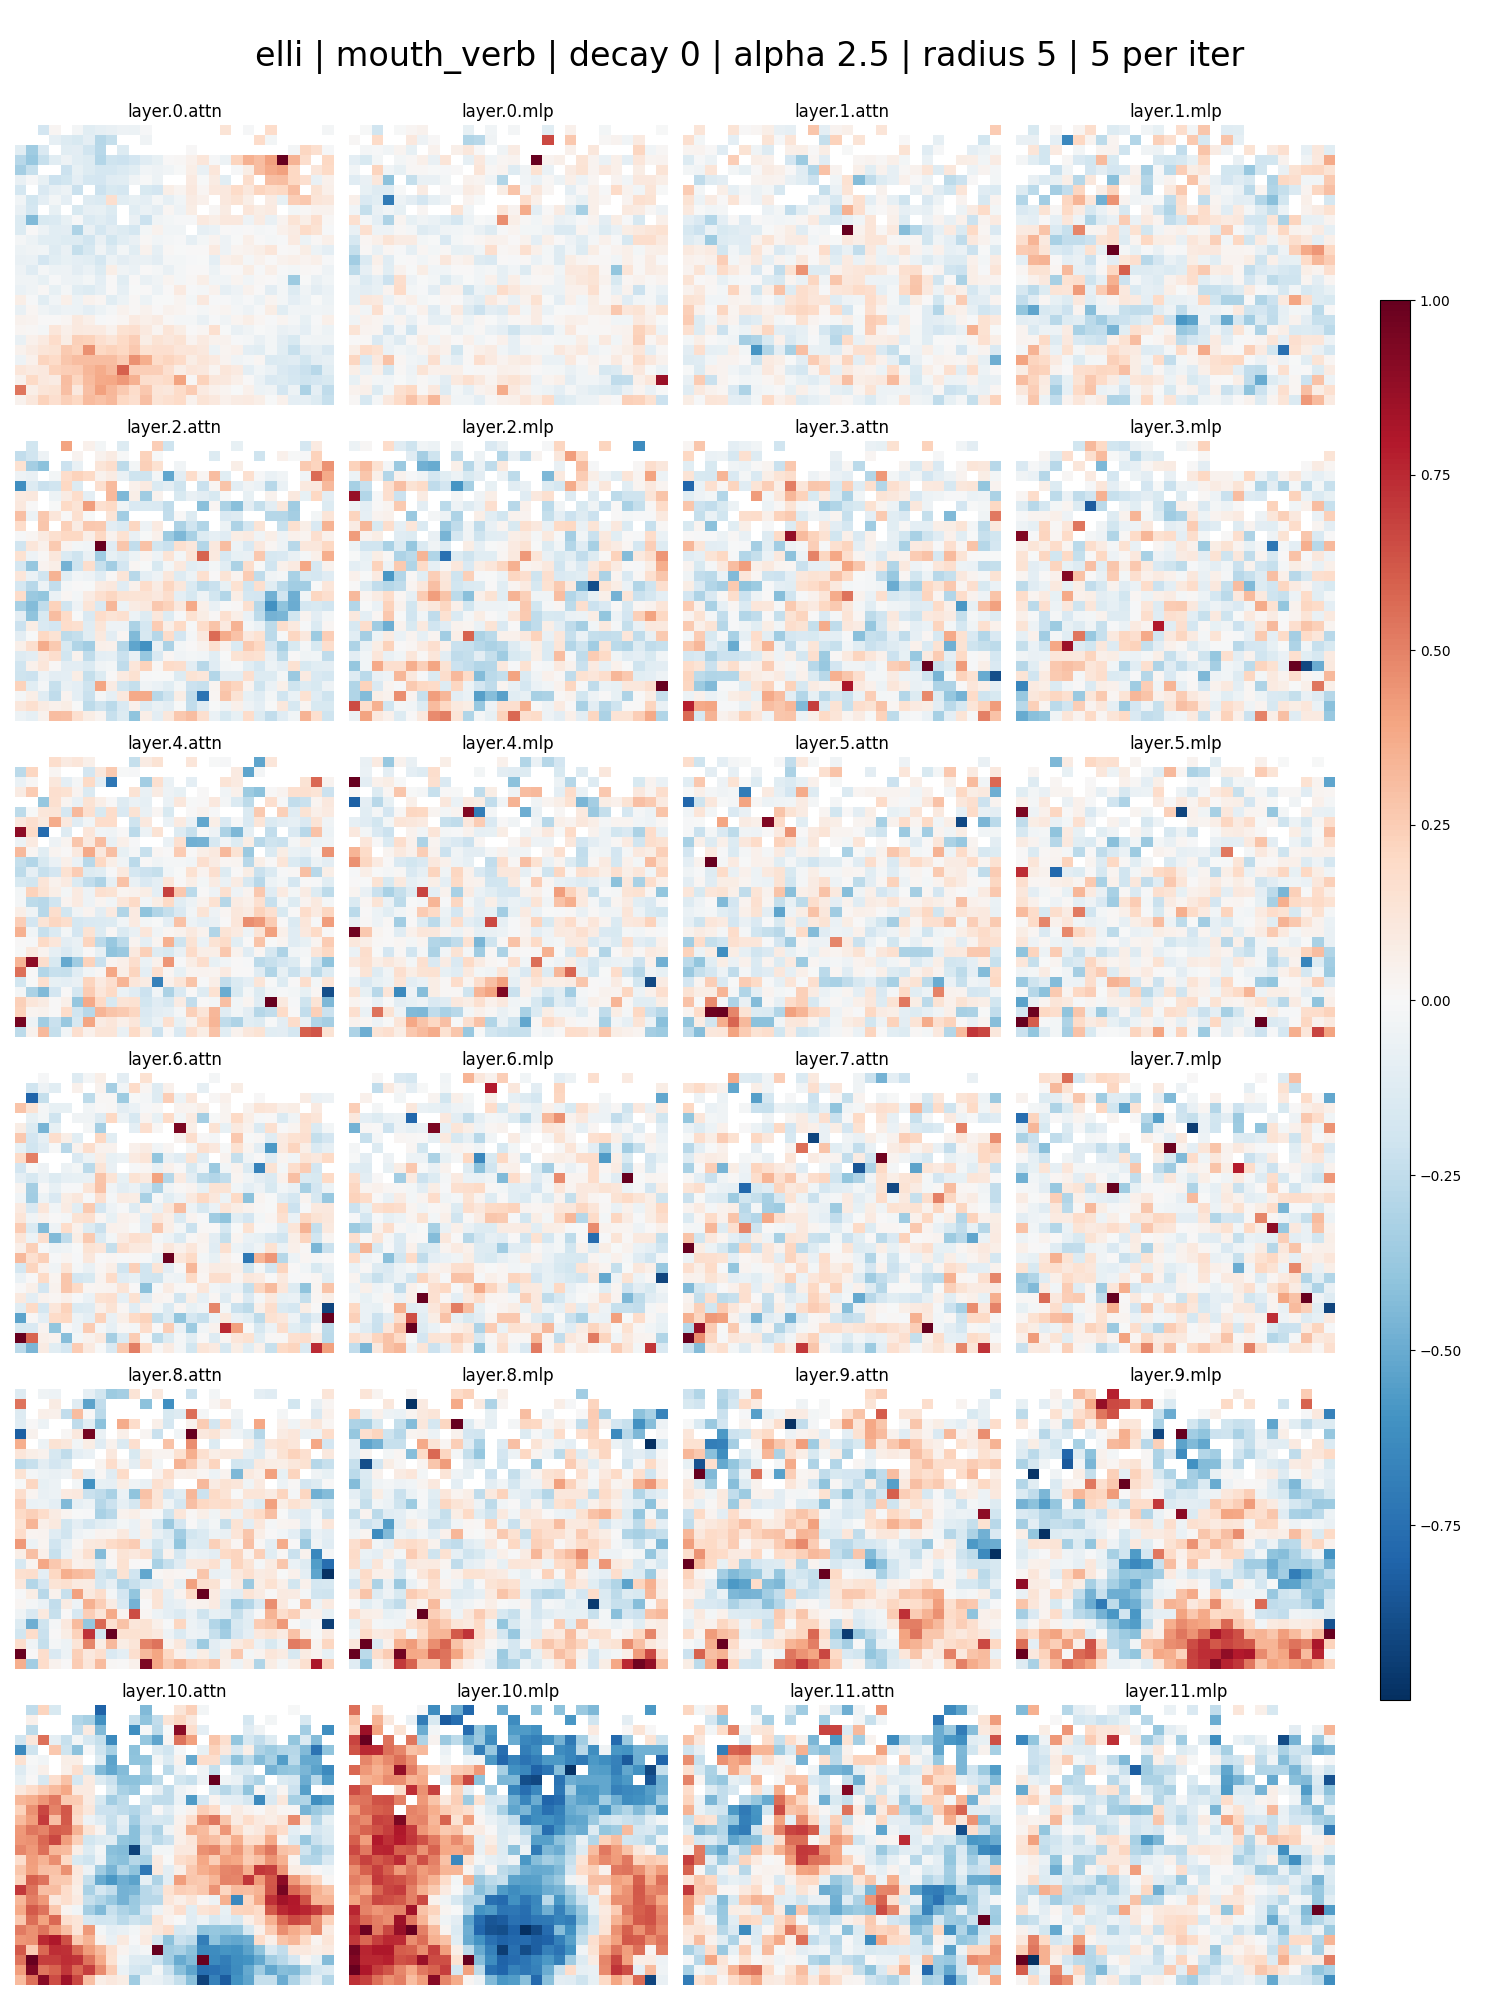 elli | mouth_verb | decay 0 | alpha 2.5 | radius 5 | 5 per iter
layer.0.attn
layer.0.mlp
layer.1.attn
layer.1.mlp
layer.2.attn
layer.2.mlp
layer.3.attn
layer.3.mlp
layer.4.attn
layer.4.mlp
layer.5.attn
layer.5.mlp
layer.6.attn
layer.6.mlp
layer.7.attn
layer.7.mlp
layer.8.attn
layer.8.mlp
layer.9.attn
layer.9.mlp
layer.10.attn
layer.10.mlp
layer.11.attn
layer.11.mlp
1.00
0.75
0.50
0.25
0.00
−0.25
−0.50
−0.75